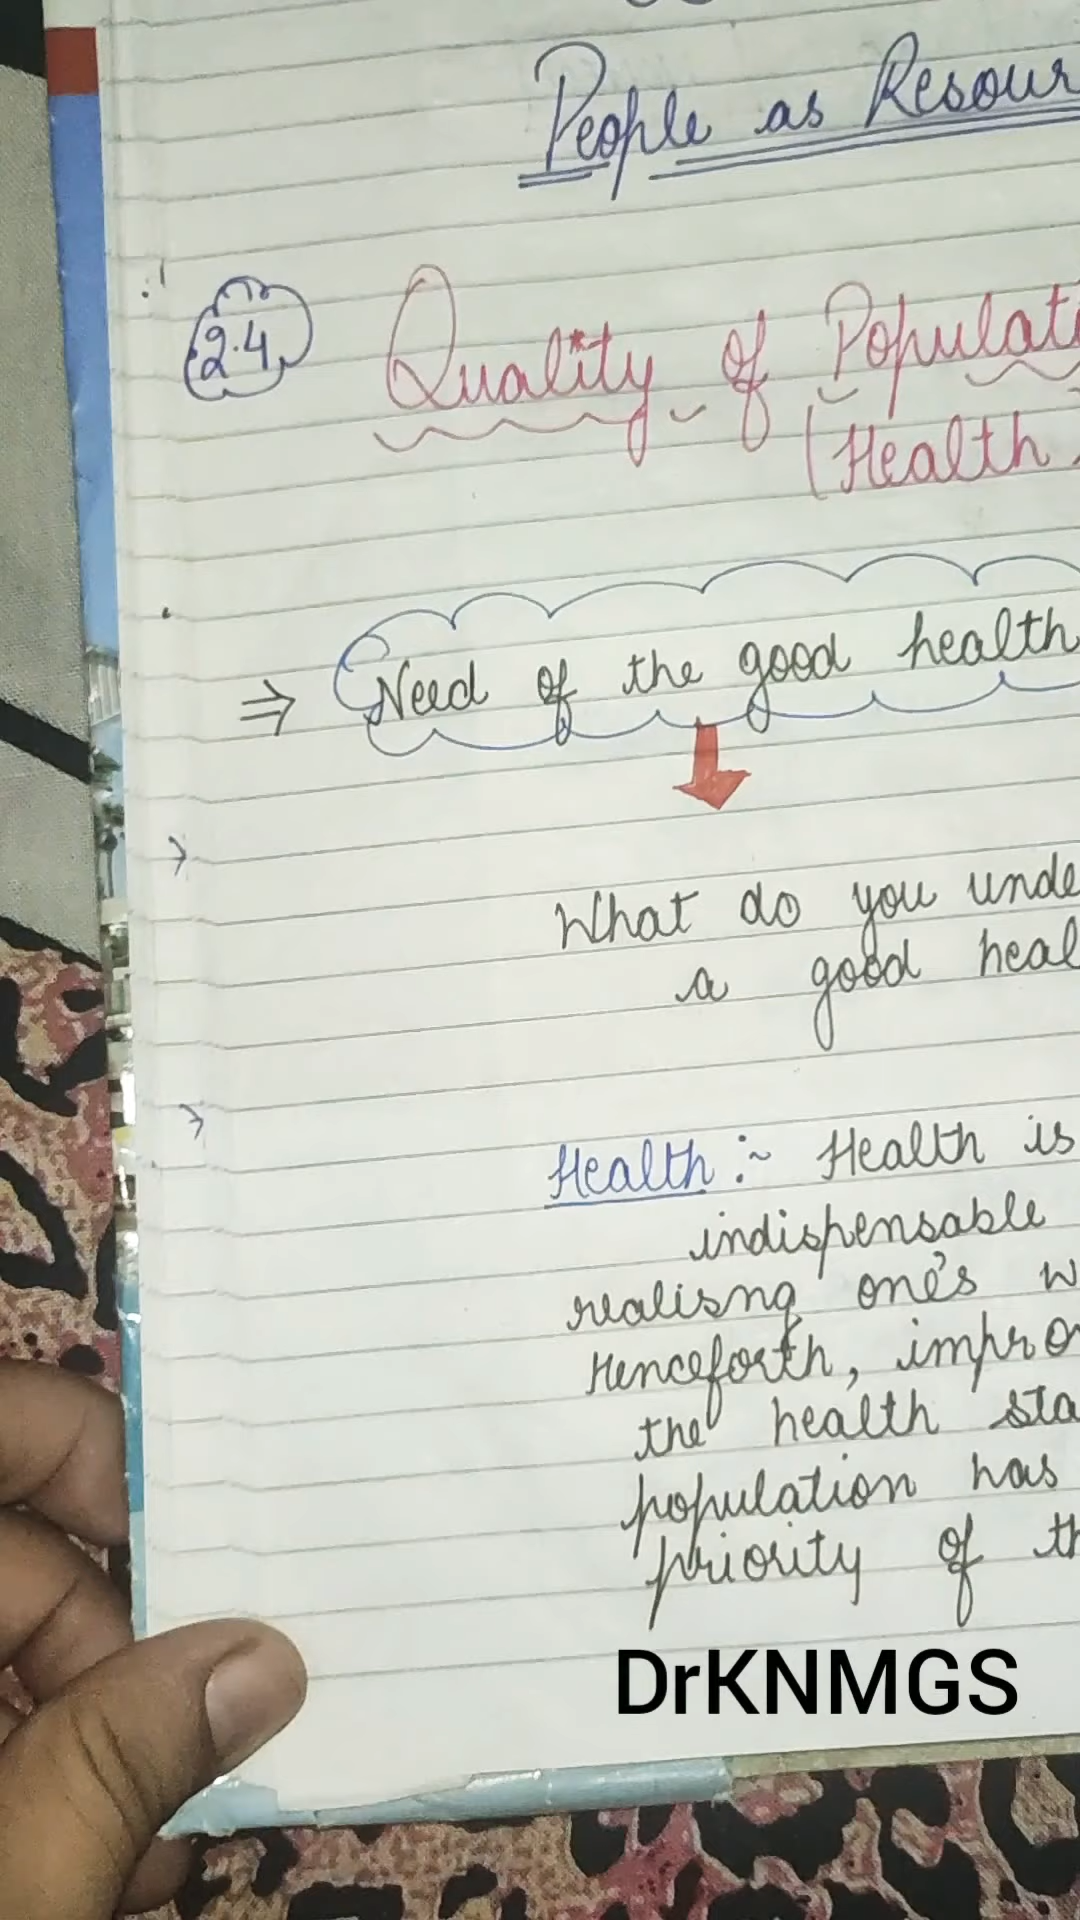 People as Resour
2.4 Quality of Populati
(Health
⇒ Need of the good health
What do you unde
a good heal
Health :~ Health is
indispensable
realisng one's w
Henceforth, impro
the health sta
population has
priority of th
DrKNMGS